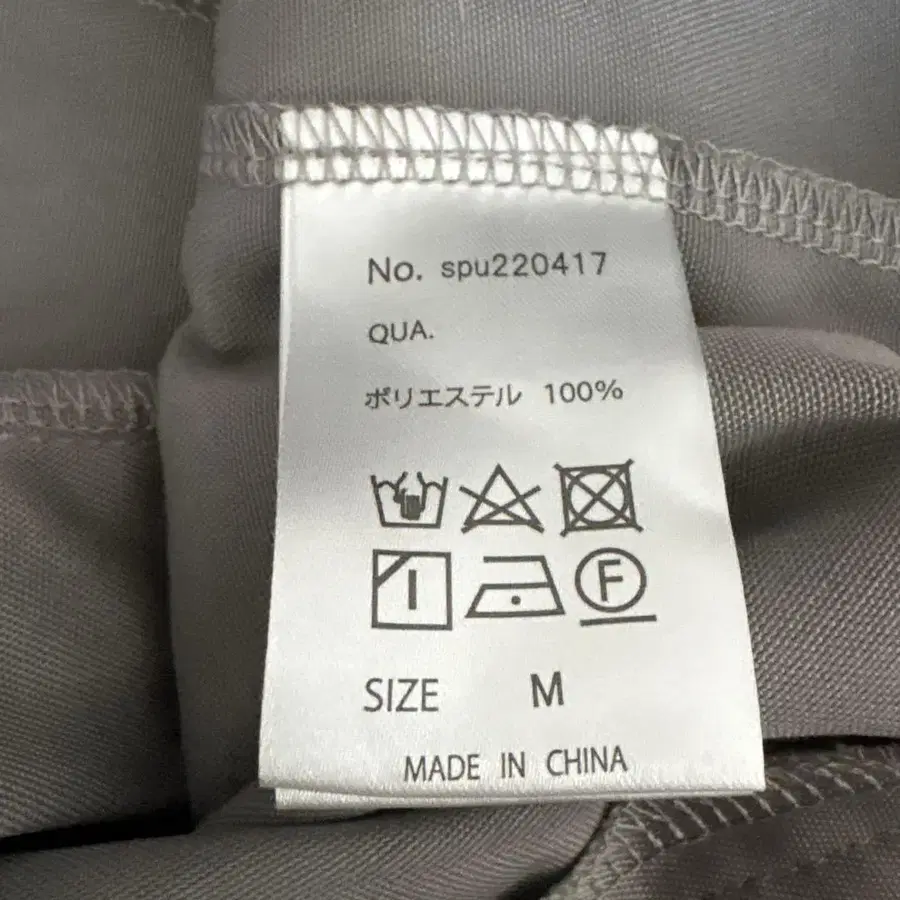 No. spu220417
QUA.
ポリエステル 100%
F
SIZE M
MADE IN CHINA